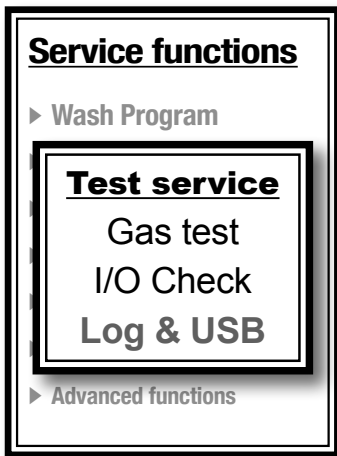 Service functions
Wash Program
Test service
Gas test
I/O Check
Log & USB
Advanced functions